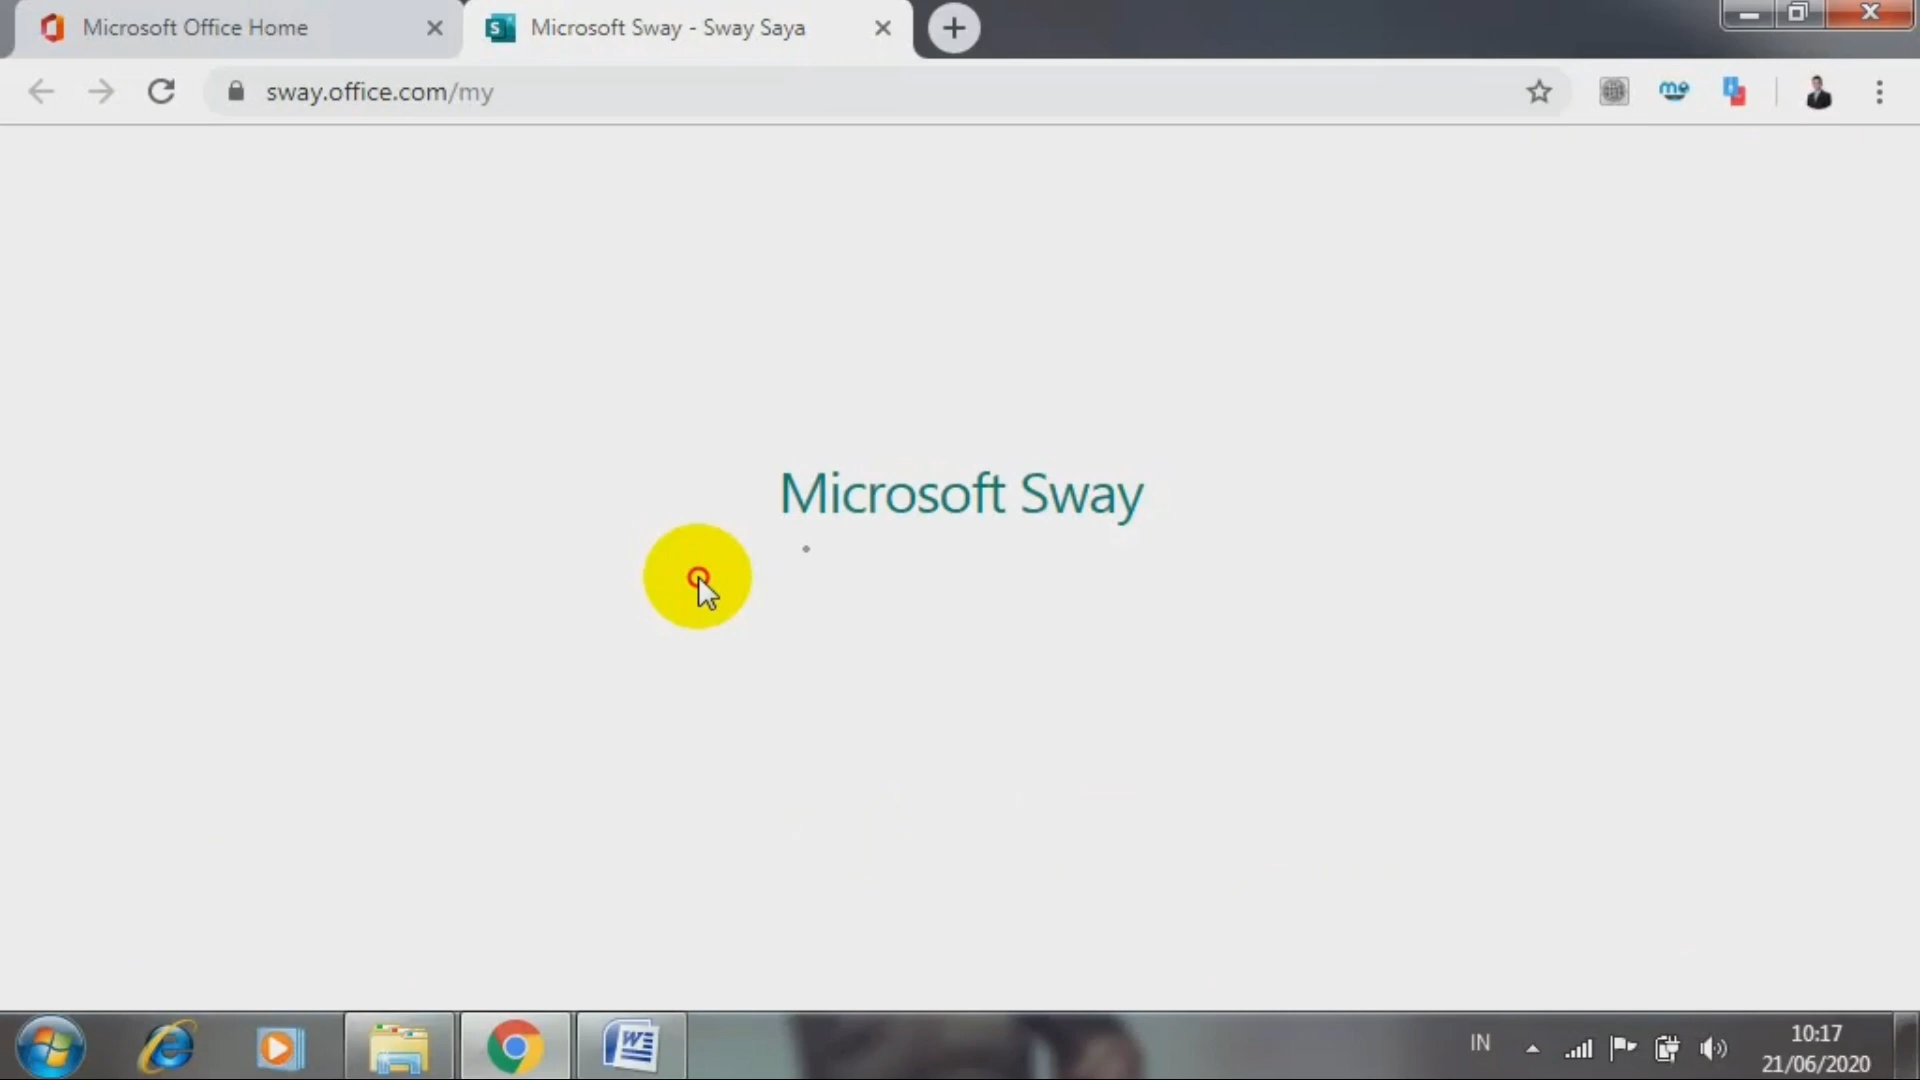 Microsoft Office Home
Microsoft Sway - Sway Saya
sway.office.com/my
me
Microsoft Sway
IN
10:17
21/06/2020